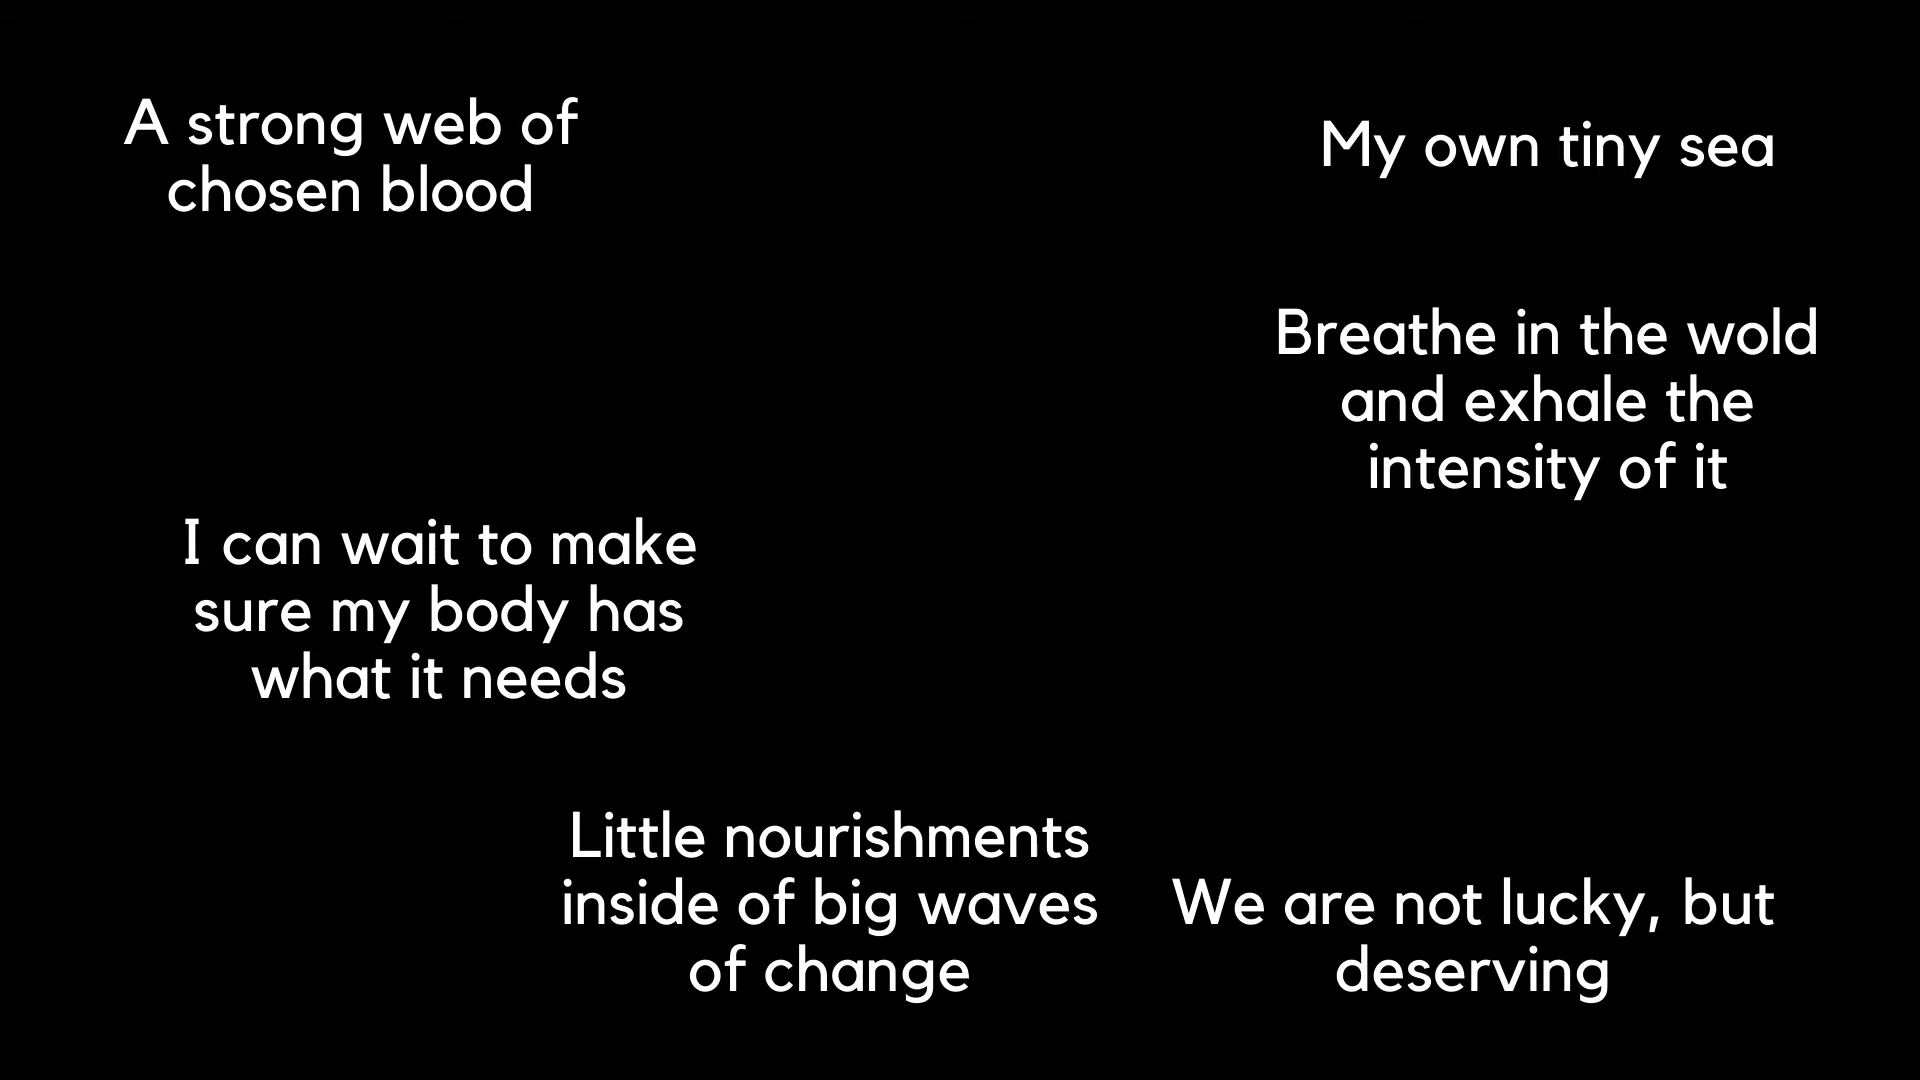 A strong web of
chosen blood
My own tiny sea
Breathe in the wold
and exhale the
intensity of it
I can wait to make
sure my body has
what it needs
Little nourishments
inside of big waves
of change
We are not lucky, but
deserving